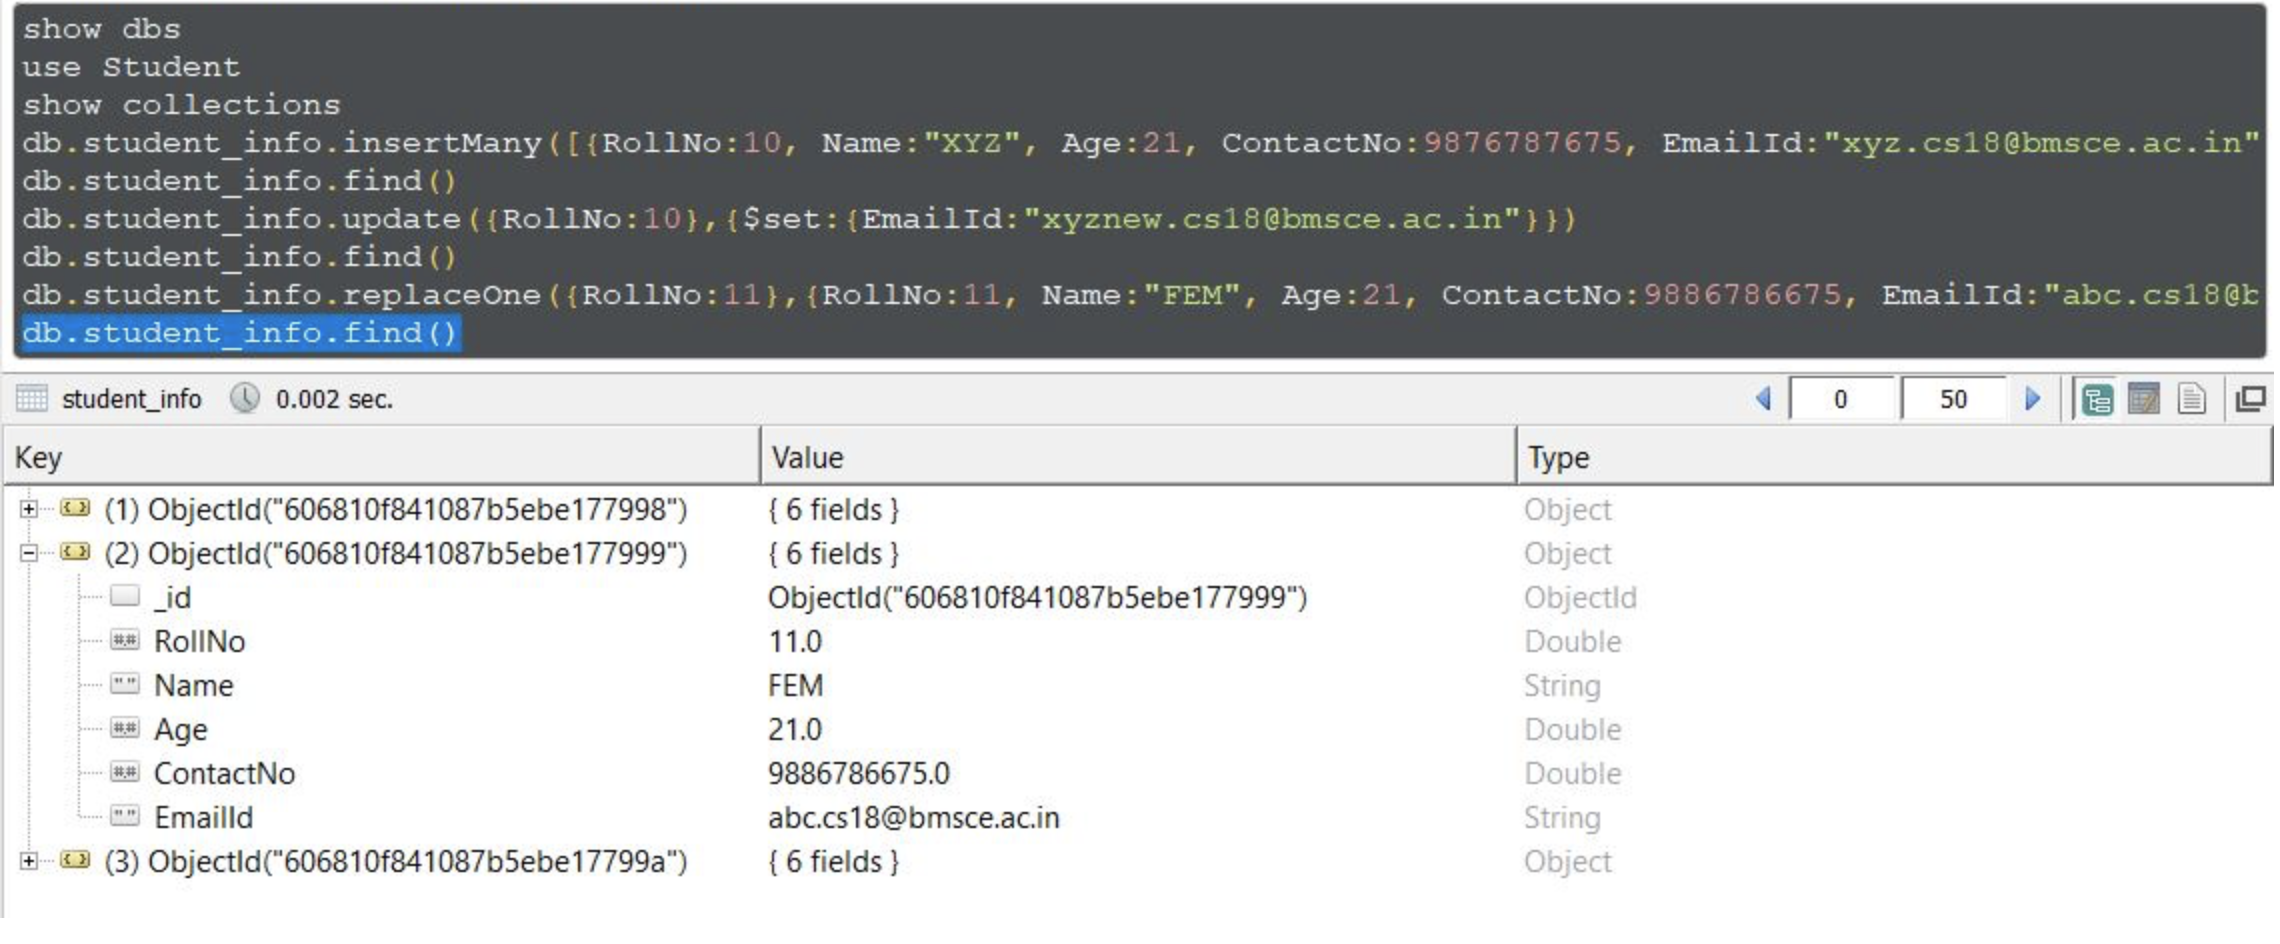 show dbs
use Student
show collections
db.student_info.insertMany([{RollNo:10, Name:"XYZ", Age:21, ContactNo:9876787675, EmailId:"xyz.cs18@bmsce.ac.in"
db.student_info.find()
db.student_info.update({RollNo:10},{$set:{EmailId:"xyznew.cs18@bmsce.ac.in"}})
db.student_info.find()
db.student_info.replaceOne({RollNo:11},{RollNo:11, Name:"FEM", Age:21, ContactNo:9886786675, EmailId:"abc.cs18@b
db.student_info.find()
student_info 0.002 sec. 0 50
Key Value Type
(1) ObjectId("606810f841087b5ebe177998") { 6 fields } Object
(2) ObjectId("606810f841087b5ebe177999") { 6 fields } Object
_id ObjectId("606810f841087b5ebe177999") ObjectId
RollNo 11.0 Double
Name FEM String
Age 21.0 Double
ContactNo 9886786675.0 Double
EmailId abc.cs18@bmsce.ac.in String
(3) ObjectId("606810f841087b5ebe17799a") { 6 fields } Object